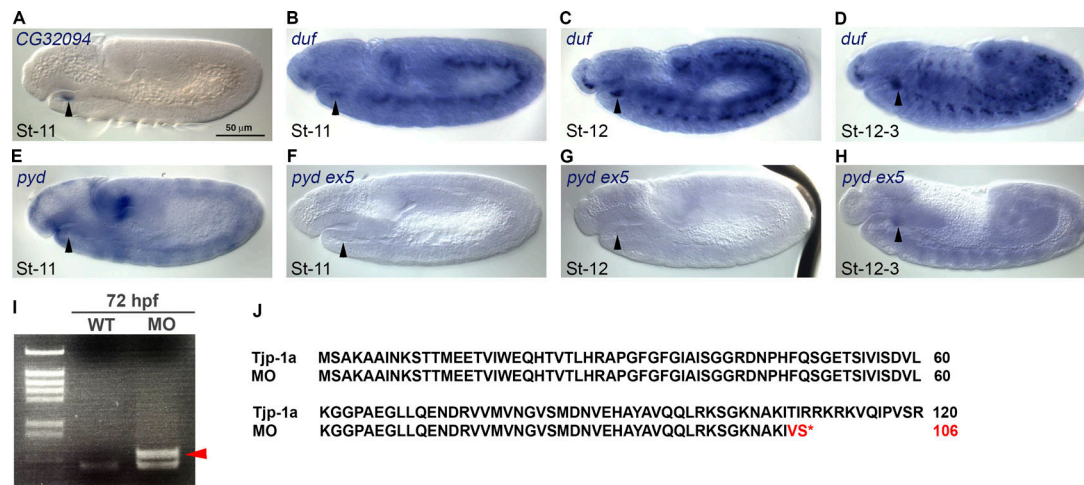 A
CG32094
St-11
50 µm
B
duf
St-11
C
duf
St-12
D
duf
St-12-3
E
pyd
St-11
F
pyd ex5
St-11
G
pyd ex5
St-12
H
pyd ex5
St-12-3
I
72 hpf
WT MO
J
Tjp-1a MSAKAAINKSTTMEETVIWEQHTVTLHRAPGFGFGIAISGGRDNPHFQSGETSIVISDVL 60
MO MSAKAAINKSTTMEETVIWEQHTVTLHRAPGFGFGIAISGGRDNPHFQSGETSIVISDVL 60
Tjp-1a KGGPAEGLLQENDRVVMVNGVSMDNVEHAYAVQQLRKSGKNAKITIRRKRKVQIPVSR 120
MO KGGPAEGLLQENDRVVMVNGVSMDNVEHAYAVQQLRKSGKNAKIVS* 106